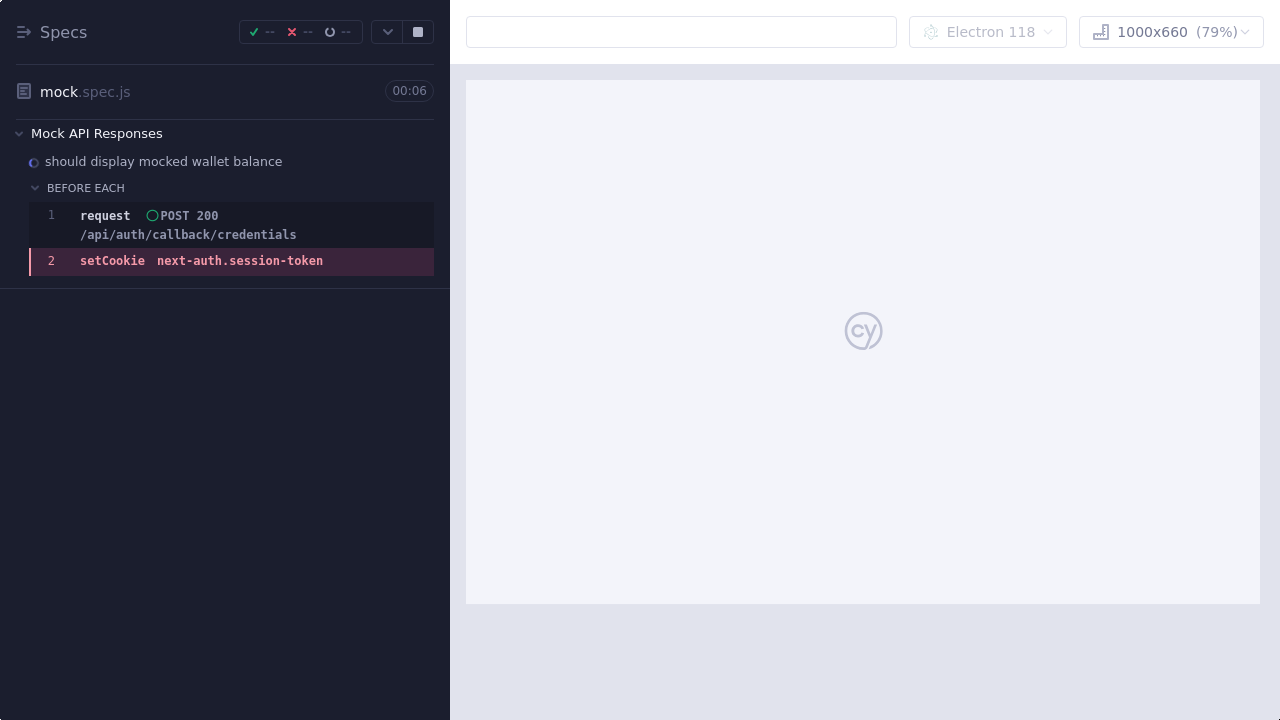 Specs
--
--
--
Electron 118
1000x660 (79%)
mock.spec.js
00:06
Mock API Responses
should display mocked wallet balance
BEFORE EACH
1 request POST 200
/api/auth/callback/credentials
2 setCookie next-auth.session-token
cy